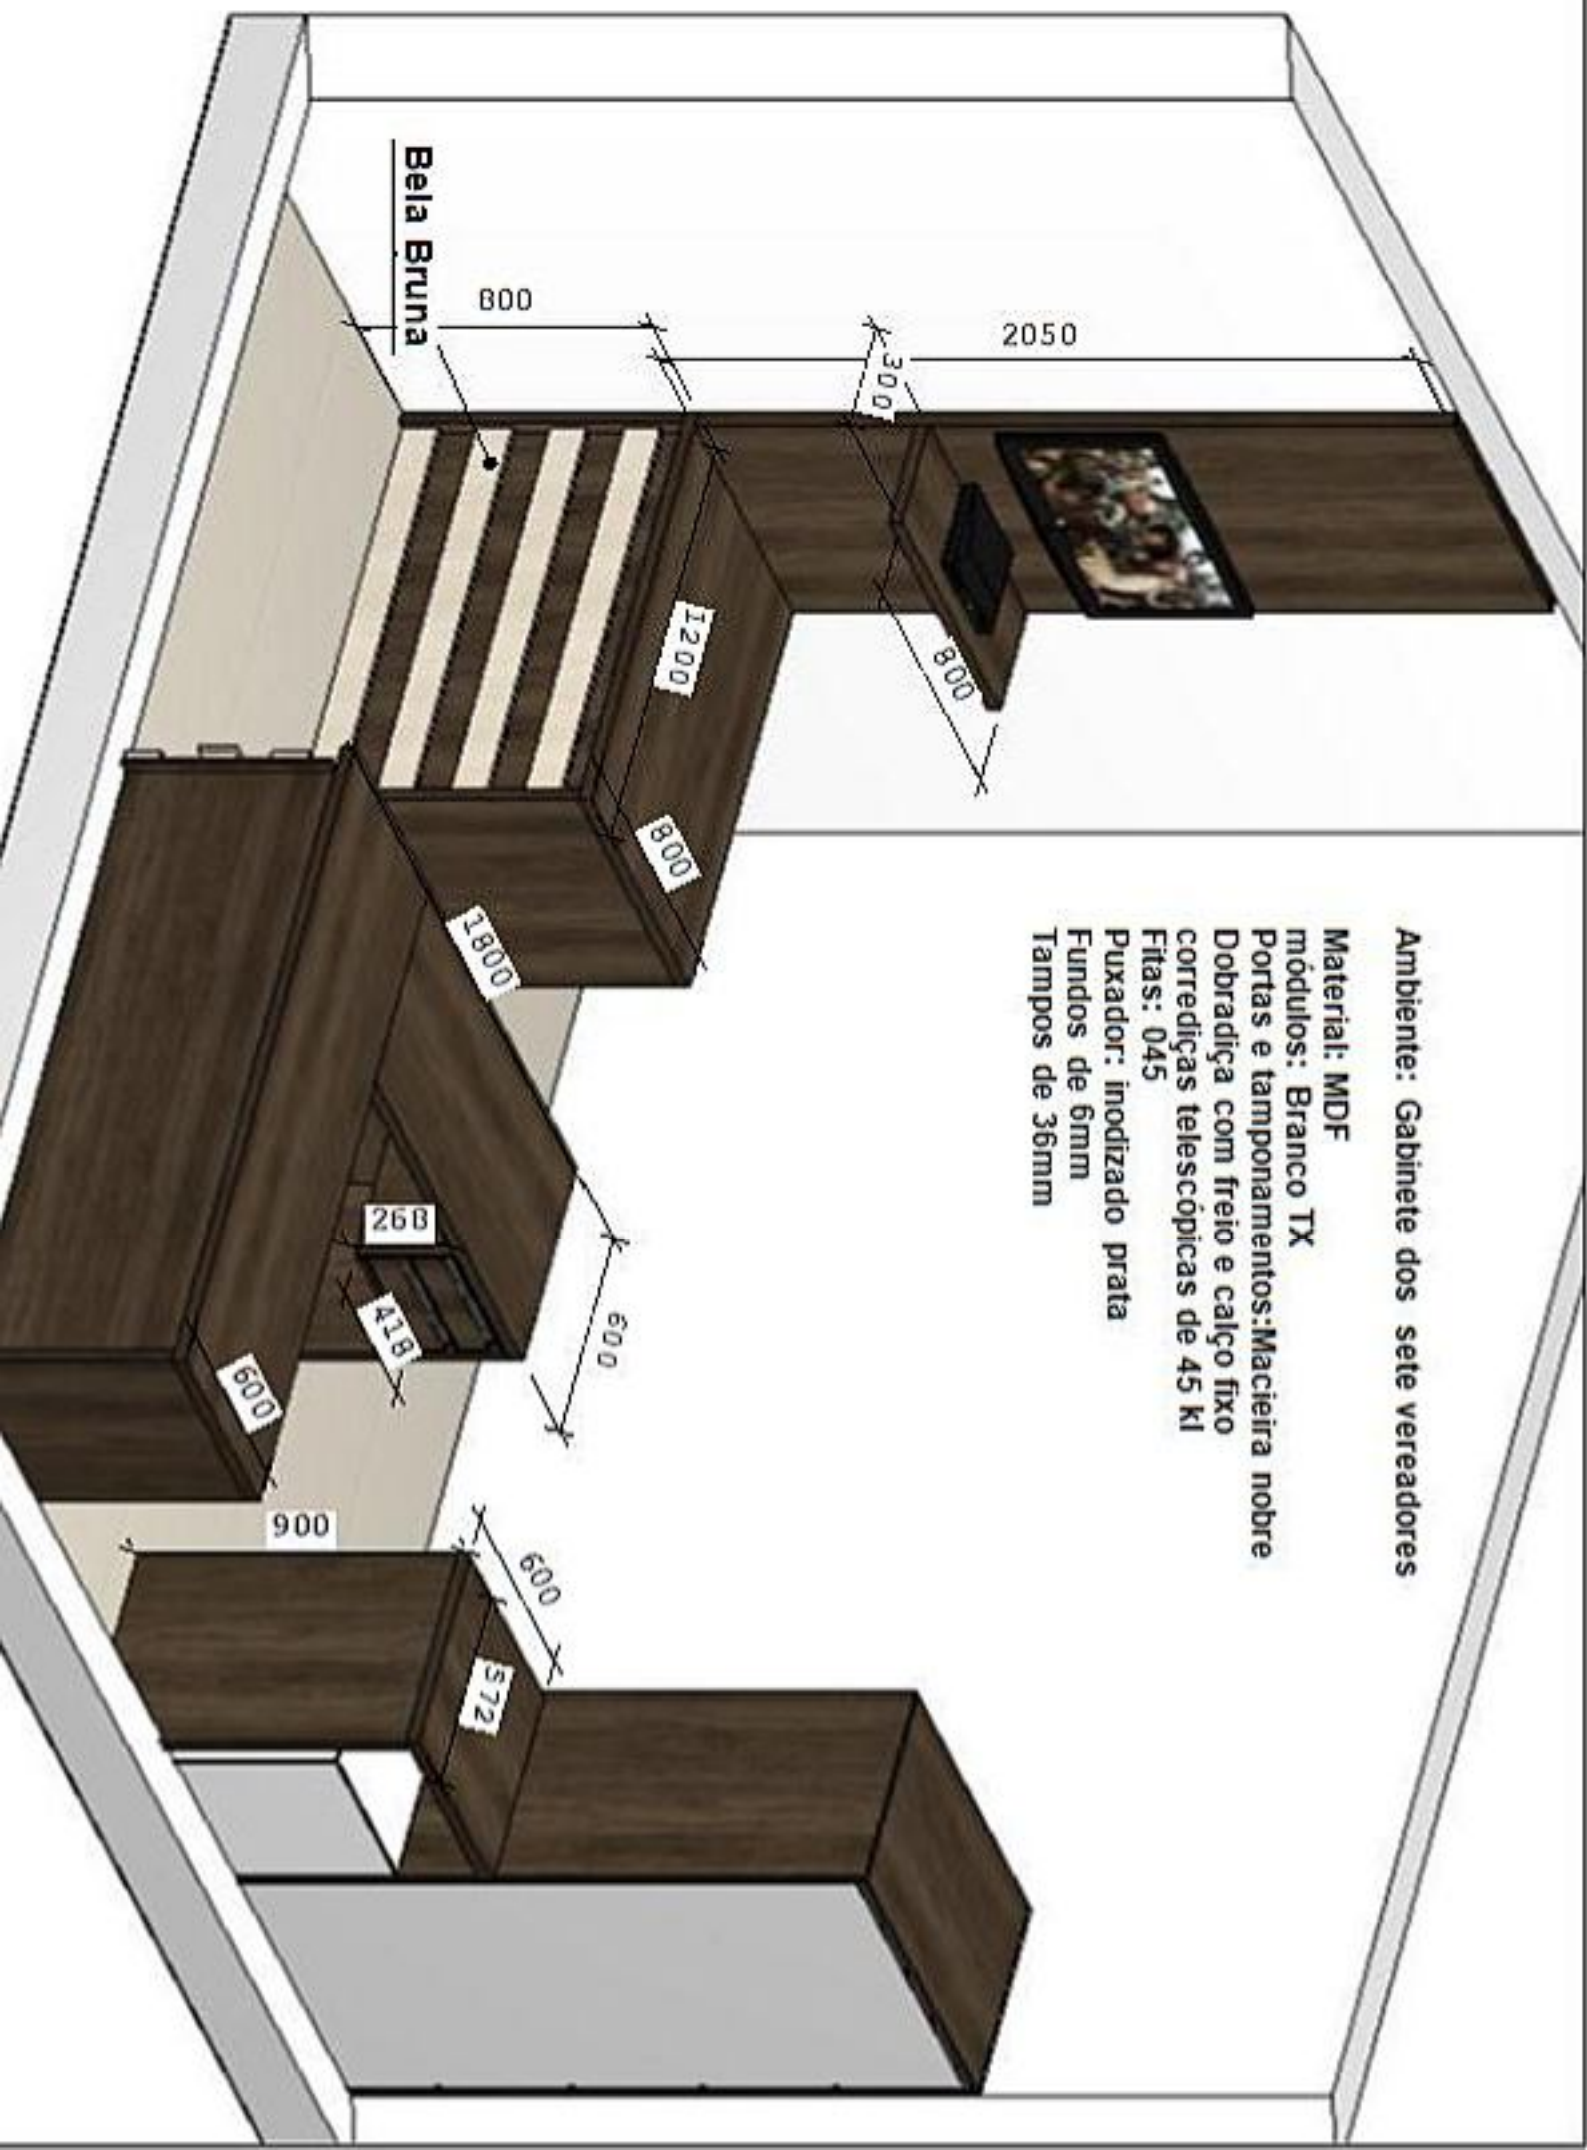 Ambiente: Gabinete dos sete vereadores
Material: MDF
módulos: Branco TX
Portas e tamponamentos:Macieira nobre
Dobradiça com freio e calço fixo
corrediças telescópicas de 45 kl
Fitas: 045
Puxador: inodizado prata
Fundos de 6mm
Tampos de 36mm
2050
300
800
800
Bela Bruna
1200
800
1800
600
268
418
600
600
572
900